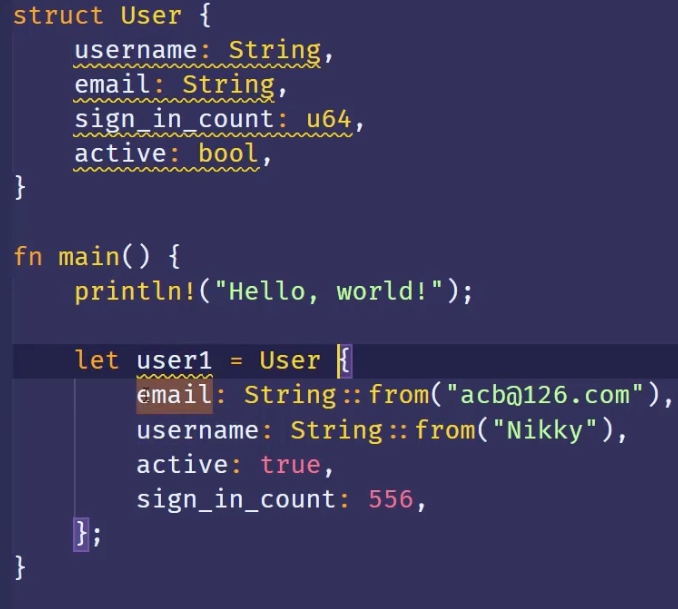 struct User {
    username: String,
    email: String,
    sign_in_count: u64,
    active: bool,
}
fn main() {
    println!("Hello, world!");
    let user1 = User {
        email: String::from("acb@126.com"),
        username: String::from("Nikky"),
        active: true,
        sign_in_count: 556,
    };
}